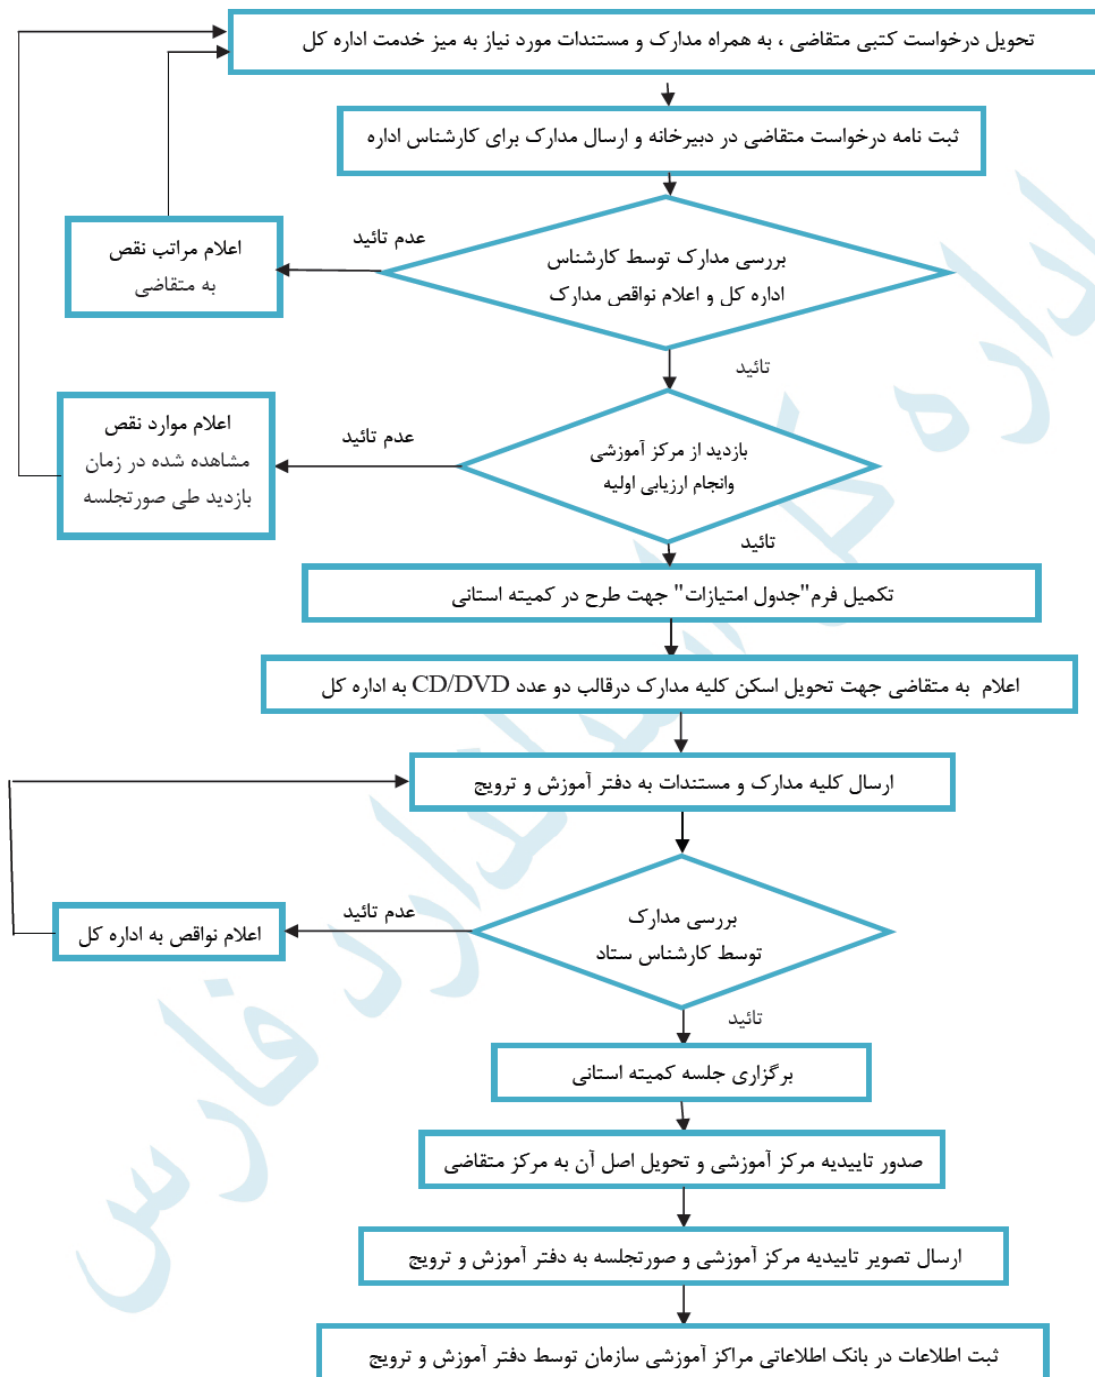 تحویل درخواست کتبی متقاضی ، به همراه مدارک و مستندات مورد نیاز به میز خدمت اداره کل
ثبت نامه درخواست متقاضی در دبیرخانه و ارسال مدارک برای کارشناس اداره
بررسی مدارک توسط کارشناس
اداره کل و اعلام نواقص مدارک
عدم تائید
اعلام مراتب نقص
به متقاضی
تائید
بازدید از مرکز آموزشی
وانجام ارزیابی اولیه
عدم تائید
اعلام موارد نقص
مشاهده شده در زمان
بازدید طی صورتجلسه
تائید
تکمیل فرم"جدول امتیازات" جهت طرح در کمیته استانی
اعلام به متقاضی جهت تحویل اسکن کلیه مدارک درقالب دو عدد CD/DVD به اداره کل
ارسال کلیه مدارک و مستندات به دفتر آموزش و ترویج
بررسی مدارک
توسط کارشناس ستاد
عدم تائید
اعلام نواقص به اداره کل
تائید
برگزاری جلسه کمیته استانی
صدور تاییدیه مرکز آموزشی و تحویل اصل آن به مرکز متقاضی
ارسال تصویر تاییدیه مرکز آموزشی و صورتجلسه به دفتر آموزش و ترویج
ثبت اطلاعات در بانک اطلاعاتی مراکز آموزشی سازمان توسط دفتر آموزش و ترویج
اداره کل استاندارد فارس